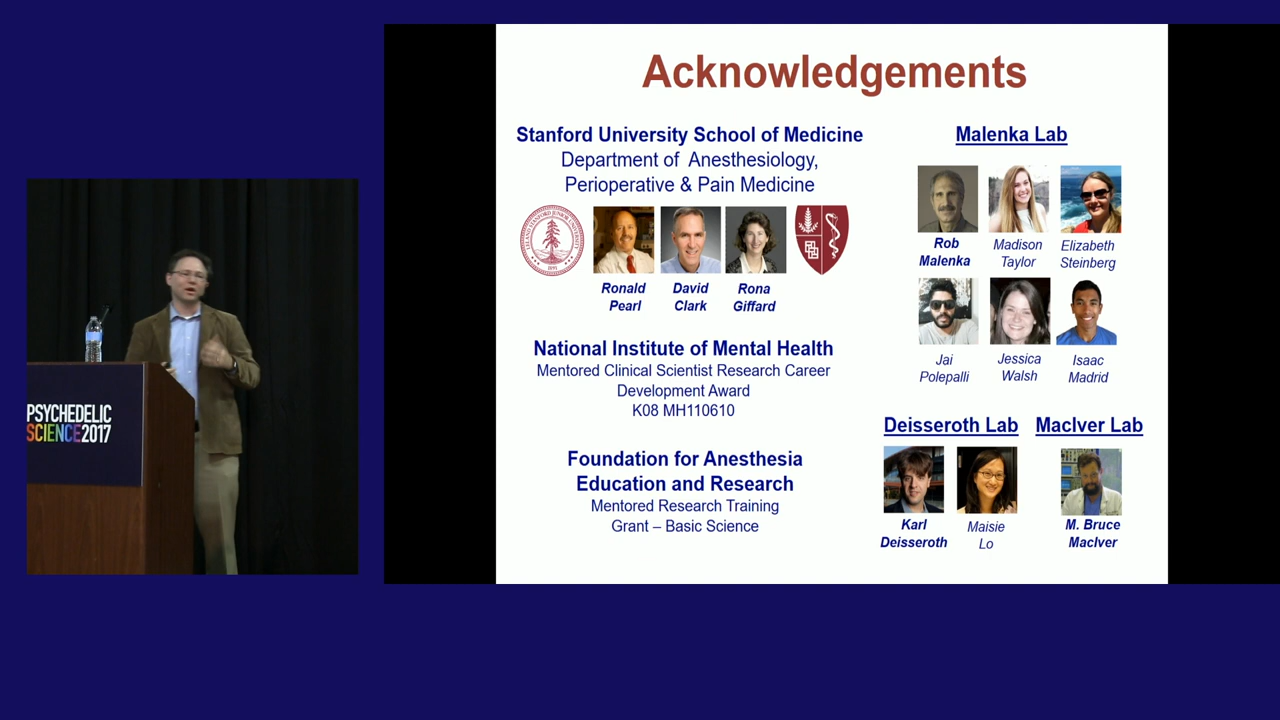 PSYCHEDELIC
SCIENCE2017
Acknowledgements
Stanford University School of Medicine
Department of Anesthesiology,
Perioperative & Pain Medicine
Ronald
Pearl
David
Clark
Rona
Giffard
National Institute of Mental Health
Mentored Clinical Scientist Research Career
Development Award
K08 MH110610
Foundation for Anesthesia
Education and Research
Mentored Research Training
Grant – Basic Science
Malenka Lab
Rob
Malenka
Madison
Taylor
Elizabeth
Steinberg
Jai
Polepalli
Jessica
Walsh
Isaac
Madrid
Deisseroth Lab
Karl
Deisseroth
Maisie
Lo
MacIver Lab
M. Bruce
MacIver